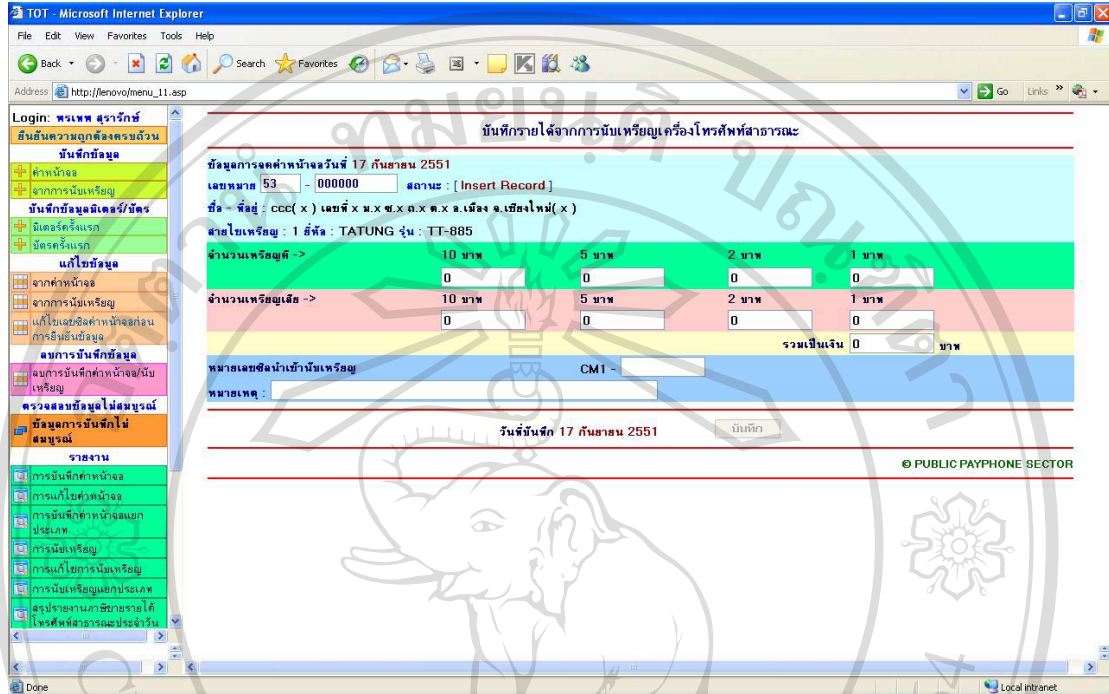 TOT - Microsoft Internet Explorer
File Edit View Favorites Tools Help
Back Search Favorites
Address http://lenovo/menu_11.asp Go Links
Login: พรเทพ สุรารักษ์
ยืนยันความถูกต้องครบถ้วน
บันทึกข้อมูล
ค่าหน้าจอ
จากการนับเหรียญ
บันทึกข้อมูลมิเตอร์/บัตร
มิเตอร์ครั้งแรก
บัตรครั้งแรก
แก้ไขข้อมูล
จากค่าหน้าจอ
จากการนับเหรียญ
แก้ไขเลขซีลค่าหน้าจอก่อน
การยืนยันข้อมูล
ลบการบันทึกข้อมูล
ลบการบันทึกค่าหน้าจอ/นับ
เหรียญ
ตรวจสอบข้อมูลไม่สมบูรณ์
ข้อมูลการบันทึกไม่
สมบูรณ์
รายงาน
การบันทึกค่าหน้าจอ
การแก้ไขค่าหน้าจอ
การบันทึกค่าหน้าจอแยก
ประเภท
การนับเหรียญ
การแก้ไขการนับเหรียญ
การนับเหรียญแยกประเภท
สรุปรายงานภาษีขายรายได้
โทรศัพท์สาธารณะประจำวัน
บันทึกรายได้จากการนับเหรียญเครื่องโทรศัพท์สาธารณะ
ข้อมูลการจดค่าหน้าจอวันที่ 17 กันยายน 2551
เลขหมาย 53 - 000000 สถานะ : [ Insert Record ]
ชื่อ - ที่อยู่ : ccc( x ) เลขที่ x ม.x ซ.x ถ.x ต.x อ.เมือง จ.เชียงใหม่( x )
สายไขเหรียญ : 1 ยี่ห้อ : TATUNG รุ่น : TT-885
จำนวนเหรียญดี -> 10 บาท 5 บาท 2 บาท 1 บาท
0 0 0 0
จำนวนเหรียญเสีย -> 10 บาท 5 บาท 2 บาท 1 บาท
0 0 0 0
รวมเป็นเงิน 0 บาท
หมายเลขซีลนำเข้านับเหรียญ CM1 -
หมายเหตุ :
วันที่บันทึก 17 กันยายน 2551 บันทึก
© PUBLIC PAYPHONE SECTOR
Done Local intranet